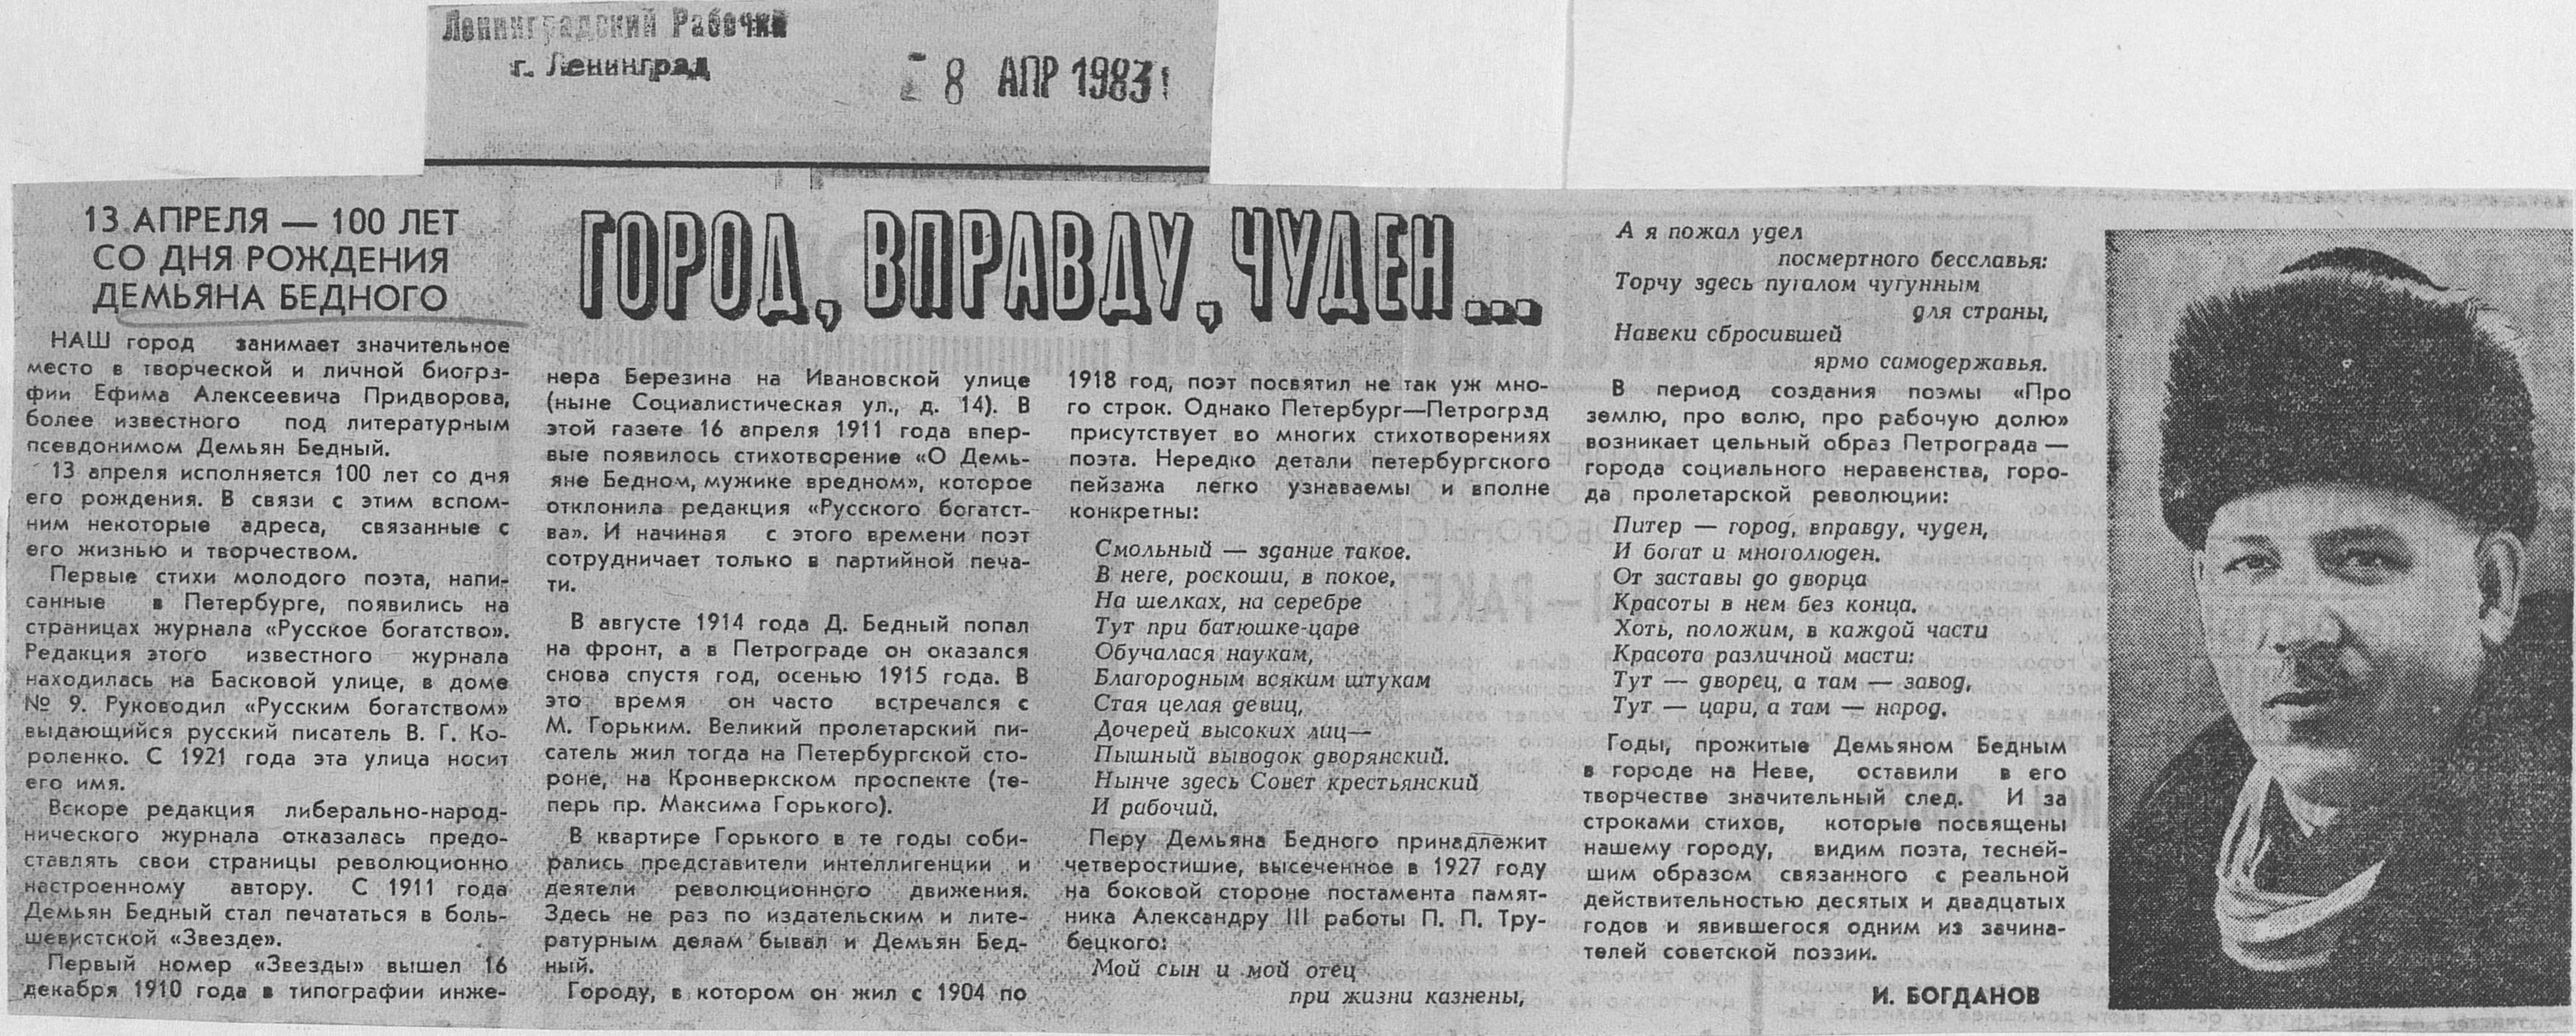 Ленинградский Рабочий
г. Ленинград
8 АПР 1983
13 АПРЕЛЯ — 100 ЛЕТ
СО ДНЯ РОЖДЕНИЯ
ДЕМЬЯНА БЕДНОГО
ГОРОД, ВПРАВДУ, ЧУДЕН...
НАШ город занимает значительное
место в творческой и личной биогра-
фии Ефима Алексеевича Придворова,
более известного под литературным
псевдонимом Демьян Бедный.
13 апреля исполняется 100 лет со дня
его рождения. В связи с этим вспом-
ним некоторые адреса, связанные с
его жизнью и творчеством.
Первые стихи молодого поэта, напи-
санные в Петербурге, появились на
страницах журнала «Русское богатство».
Редакция этого известного журнала
находилась на Басковой улице, в доме
№ 9. Руководил «Русским богатством»
выдающийся русский писатель В. Г. Ко-
роленко. С 1921 года эта улица носит
его имя.
Вскоре редакция либерально-народ-
нического журнала отказалась предо-
ставлять свои страницы революционно
настроенному автору. С 1911 года
Демьян Бедный стал печататься в боль-
шевистской «Звезде».
Первый номер «Звезды» вышел 16
декабря 1910 года в типографии инже-
нера Березина на Ивановской улице
(ныне Социалистическая ул., д. 14). В
этой газете 16 апреля 1911 года впер-
вые появилось стихотворение «О Демь-
яне Бедном, мужике вредном», которое
отклонила редакция «Русского богатст-
ва». И начиная с этого времени поэт
сотрудничает только в партийной печа-
ти.
В августе 1914 года Д. Бедный попал
на фронт, а в Петрограде он оказался
снова спустя год, осенью 1915 года. В
это время он часто встречался с
М. Горьким. Великий пролетарский пи-
сатель жил тогда на Петербургской сто-
роне, на Кронверкском проспекте (те-
перь пр. Максима Горького).
В квартире Горького в те годы соби-
рались представители интеллигенции и
деятели революционного движения.
Здесь не раз по издательским и лите-
ратурным делам бывал и Демьян Бед-
ный.
Городу, в котором он жил с 1904 по
1918 год, поэт посвятил не так уж мно-
го строк. Однако Петербург—Петроград
присутствует во многих стихотворениях
поэта. Нередко детали петербургского
пейзажа легко узнаваемы и вполне
конкретны:
Смольный — здание такое.
В неге, роскоши, в покое,
На шелках, на серебре
Тут при батюшке-царе
Обучалася наукам,
Благородным всяким штукам
Стая целая девиц,
Дочерей высоких лиц—
Пышный выводок дворянский.
Нынче здесь Совет крестьянский
И рабочий.
Перу Демьяна Бедного принадлежит
четверостишие, высеченное в 1927 году
на боковой стороне постамента памят-
ника Александру III работы П. П. Тру-
бецкого:
Мой сын и мой отец
при жизни казнены,
А я пожал удел
посмертного бесславья:
Торчу здесь пугалом чугунным
для страны,
Навеки сбросившей
ярмо самодержавья.
В период создания поэмы «Про
землю, про волю, про рабочую долю»
возникает цельный образ Петрограда —
города социального неравенства, горо-
да пролетарской революции:
Питер — город, вправду, чуден,
И богат и многолюден.
От заставы до дворца
Красоты в нем без конца.
Хоть, положим, в каждой части
Красота различной масти:
Тут — дворец, а там — завод,
Тут — цари, а там — народ.
Годы, прожитые Демьяном Бедным
в городе на Неве, оставили в его
творчестве значительный след. И за
строками стихов, которые посвящены
нашему городу, видим поэта, тесней-
шим образом связанного с реальной
действительностью десятых и двадцатых
годов и явившегося одним из зачина-
телей советской поэзии.
И. БОГДАНОВ